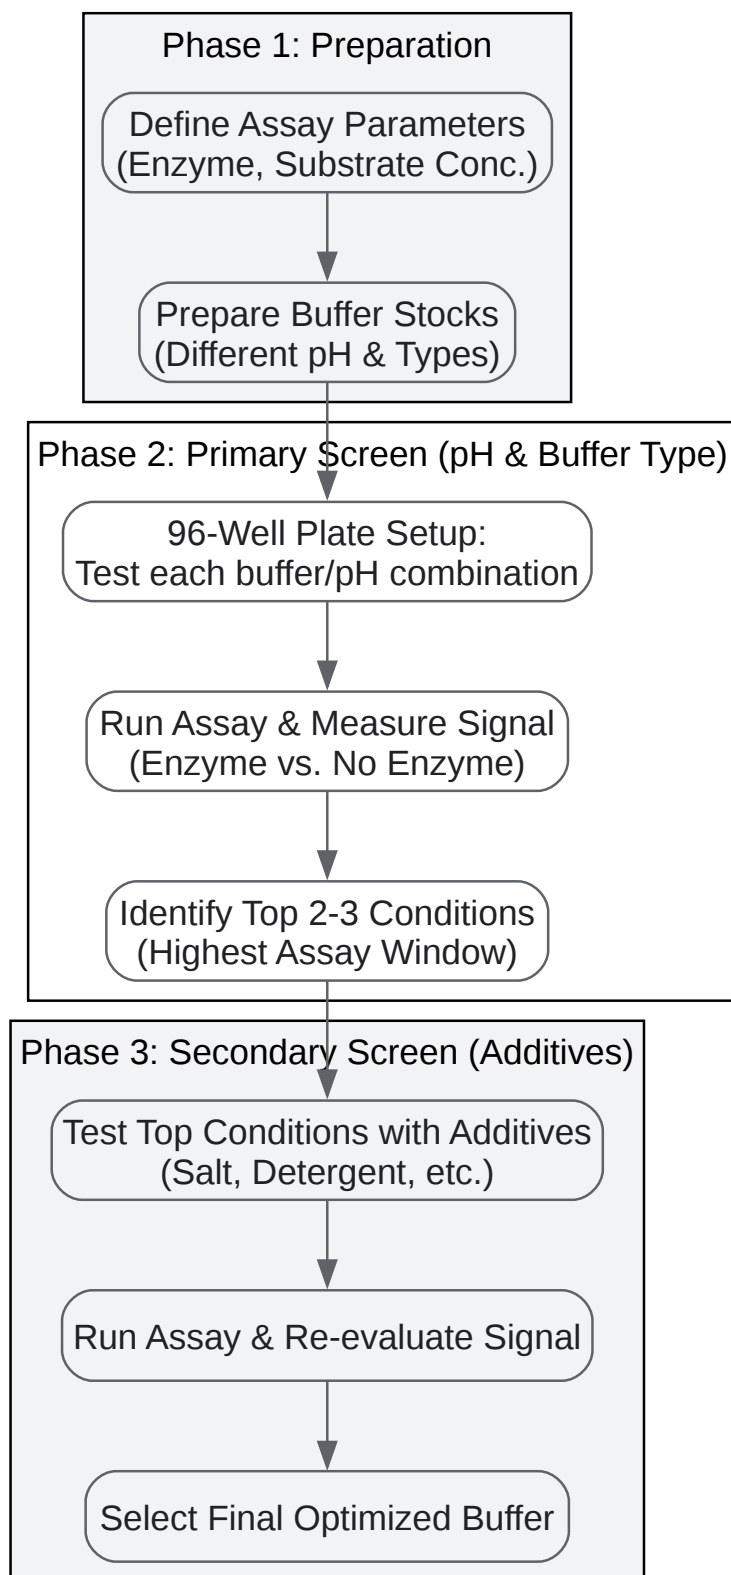 Phase 1: Preparation
Define Assay Parameters
(Enzyme, Substrate Conc.)
Prepare Buffer Stocks
(Different pH & Types)
Phase 2: Primary Screen (pH & Buffer Type)
96-Well Plate Setup:
Test each buffer/pH combination
Run Assay & Measure Signal
(Enzyme vs. No Enzyme)
Identify Top 2-3 Conditions
(Highest Assay Window)
Phase 3: Secondary Screen (Additives)
Test Top Conditions with Additives
(Salt, Detergent, etc.)
Run Assay & Re-evaluate Signal
Select Final Optimized Buffer